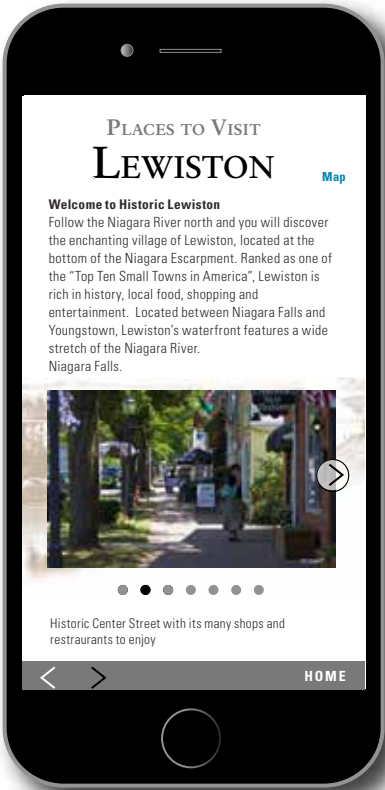 PLACES TO VISIT
LEWISTON
Map
Welcome to Historic Lewiston
Follow the Niagara River north and you will discover
the enchanting village of Lewiston, located at the
bottom of the Niagara Escarpment. Ranked as one of
the “Top Ten Small Towns in America”, Lewiston is
rich in history, local food, shopping and
entertainment.  Located between Niagara Falls and
Youngstown, Lewiston’s waterfront features a wide
stretch of the Niagara River.
Niagara Falls.
Historic Center Street with its many shops and
restraurants to enjoy
HOME